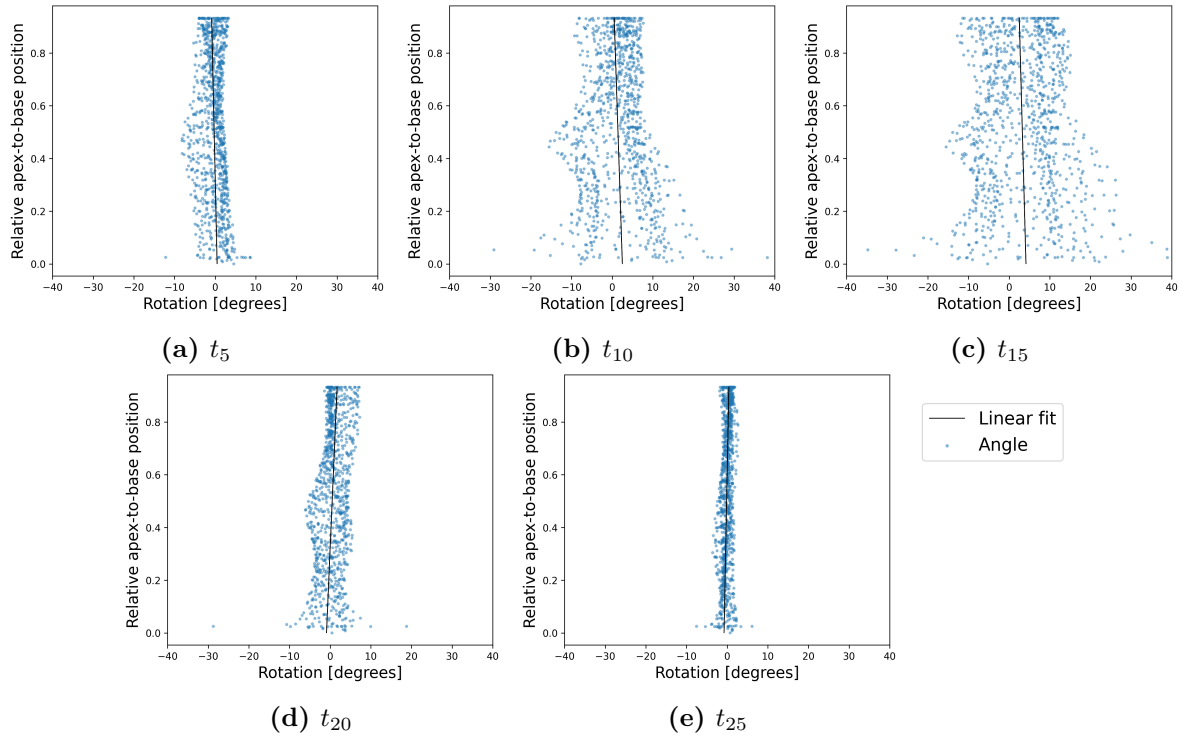 0.8
0.6
0.4
0.2
0.0
−40 −30 −20 −10 0 10 20 30 40
Relative apex-to-base position
Rotation [degrees]
(a) t5
0.8
0.6
0.4
0.2
0.0
−40 −30 −20 −10 0 10 20 30 40
Relative apex-to-base position
Rotation [degrees]
(b) t10
0.8
0.6
0.4
0.2
0.0
−40 −30 −20 −10 0 10 20 30 40
Relative apex-to-base position
Rotation [degrees]
(c) t15
0.8
0.6
0.4
0.2
0.0
−40 −30 −20 −10 0 10 20 30 40
Relative apex-to-base position
Rotation [degrees]
(d) t20
0.8
0.6
0.4
0.2
0.0
−40 −30 −20 −10 0 10 20 30 40
Relative apex-to-base position
Rotation [degrees]
(e) t25
Linear fit
Angle